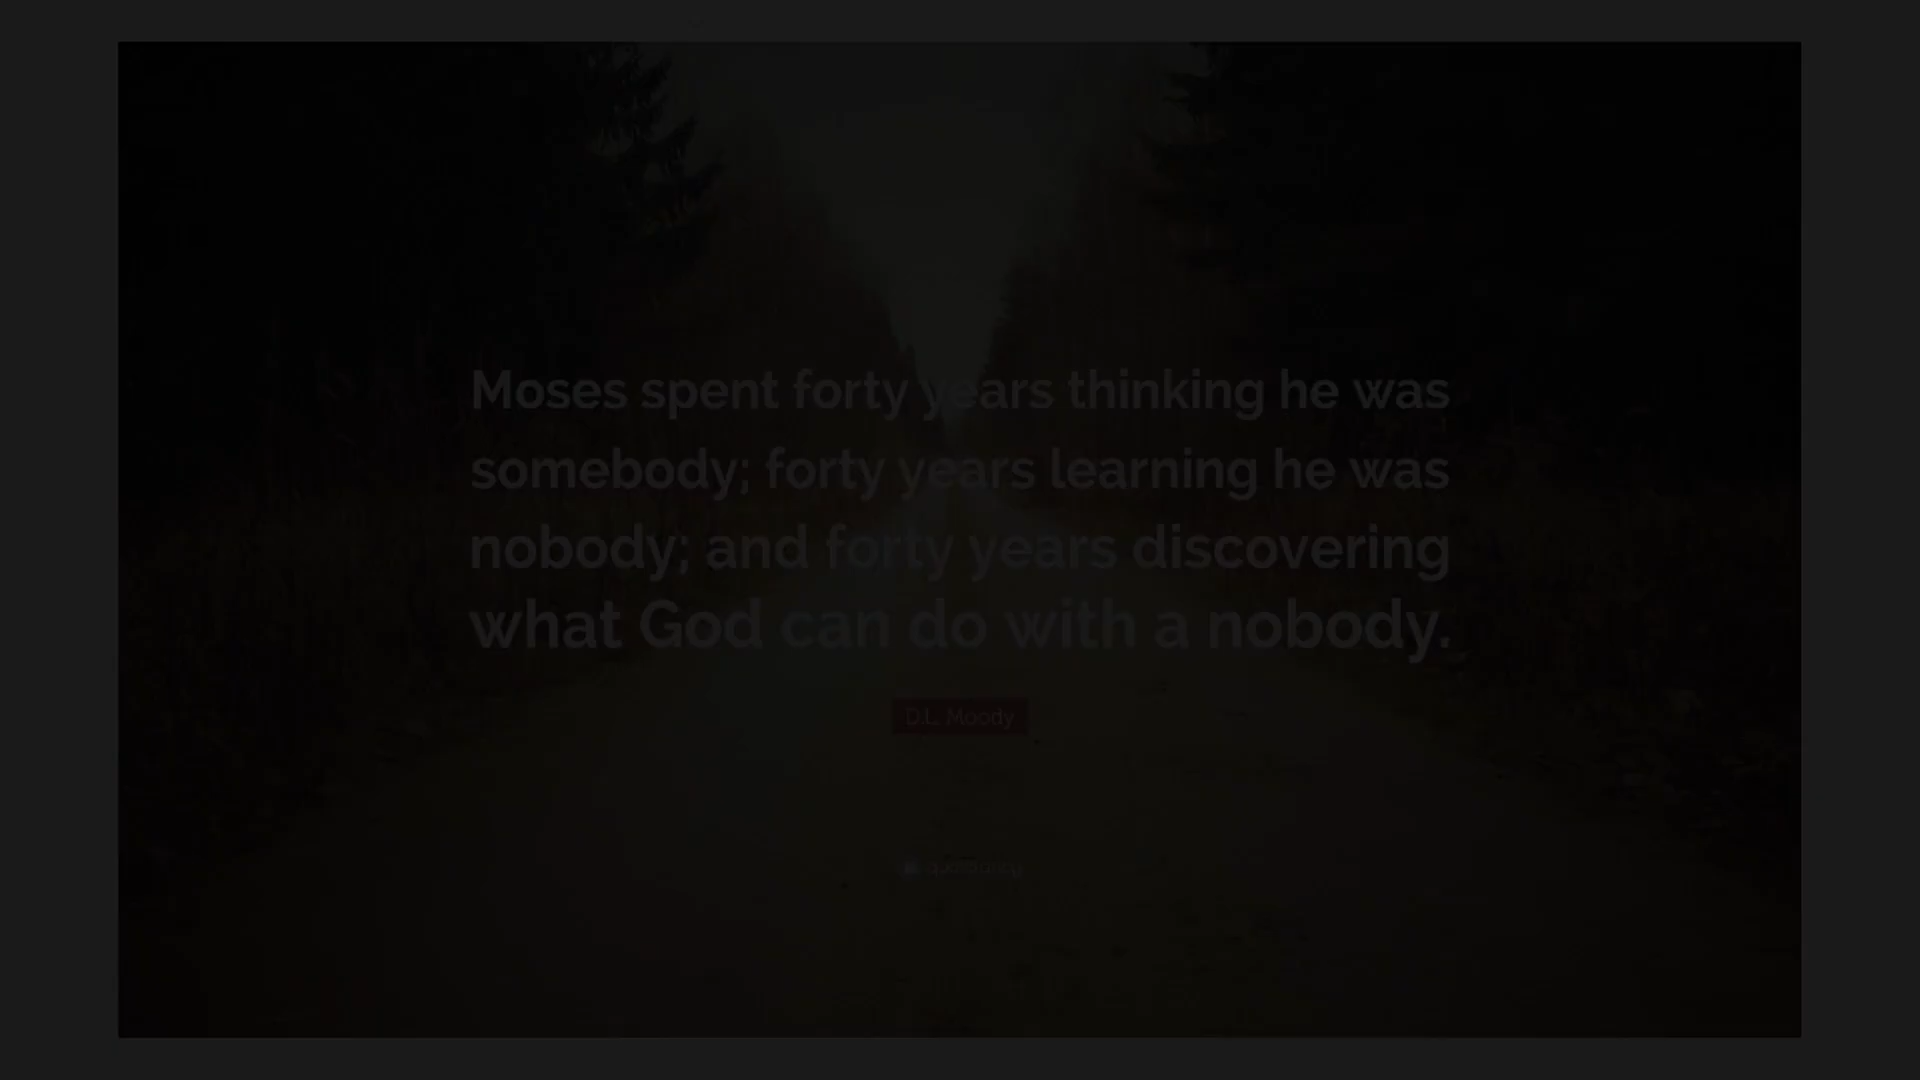 Moses spent forty years thinking he was
somebody; forty years learning he was
nobody; and forty years discovering
what God can do with a nobody.
D.L. Moody
quotefancy